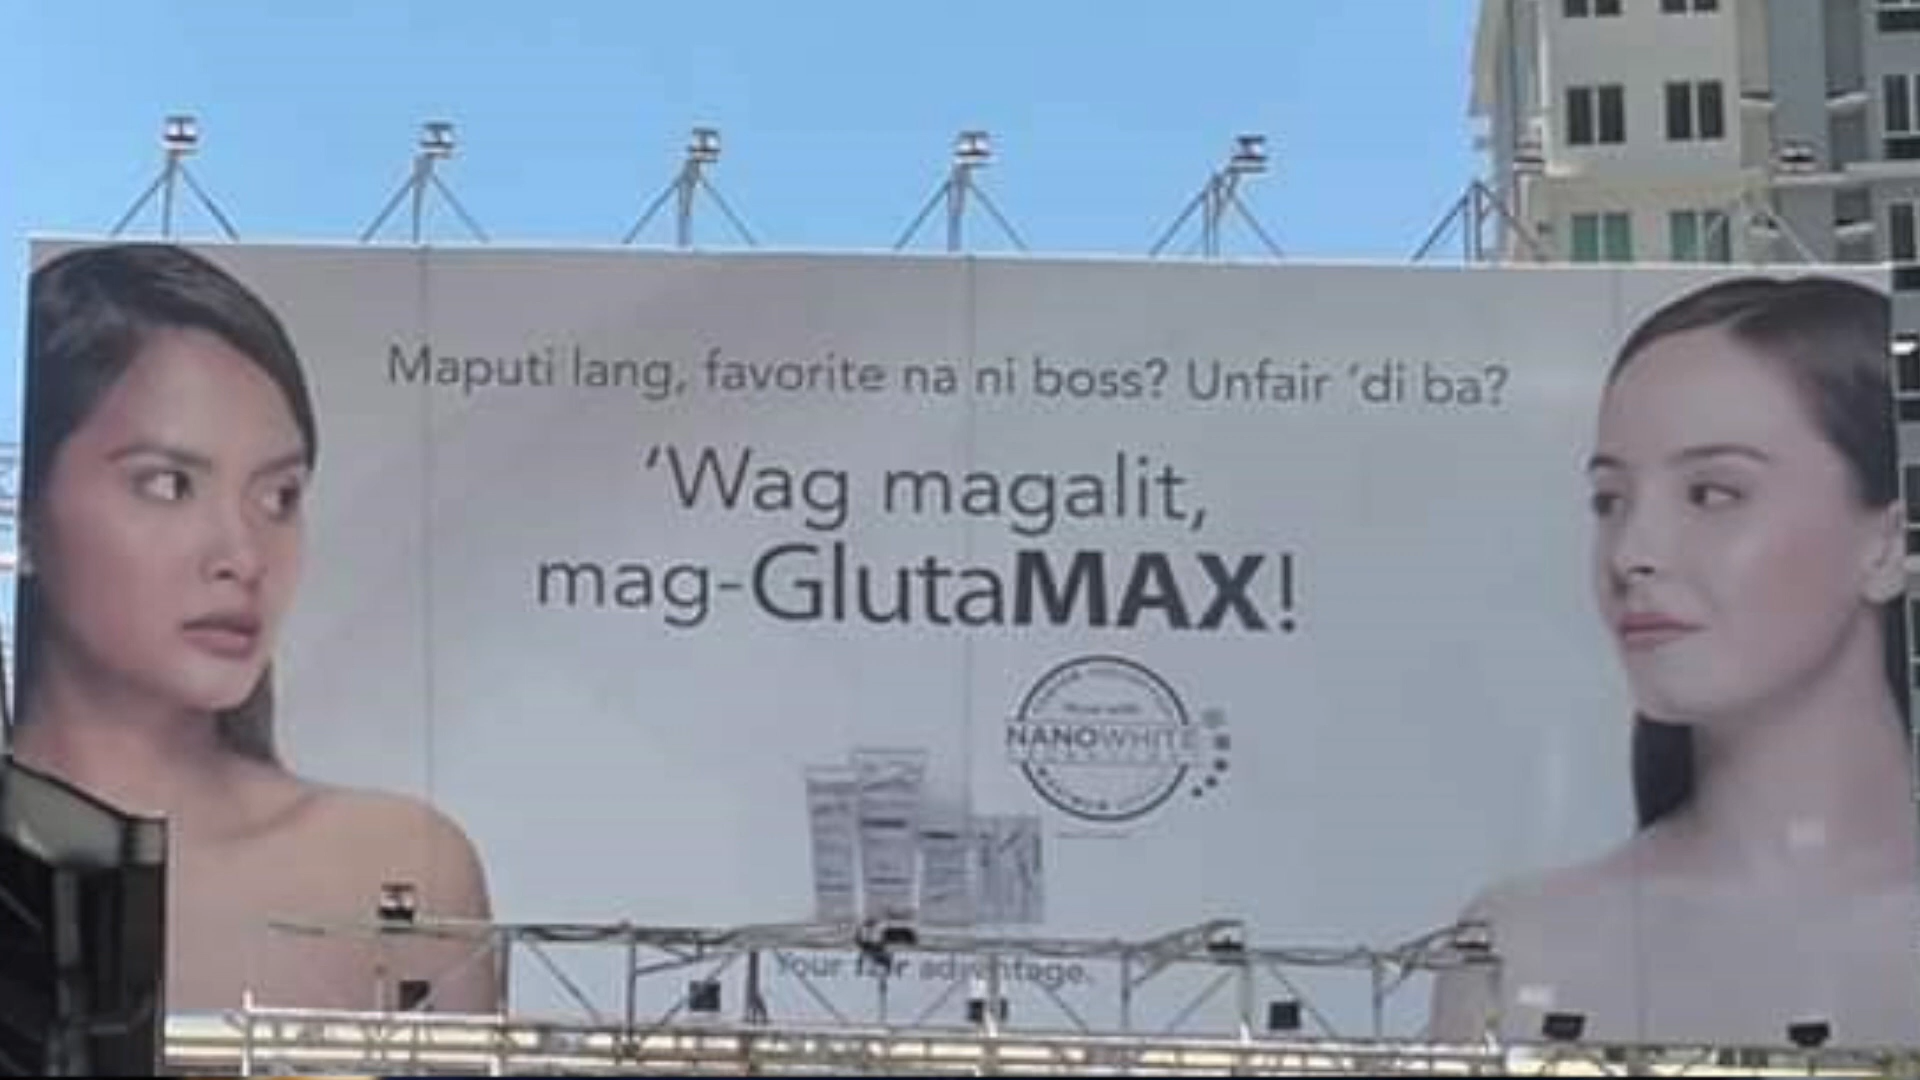 Maputi lang, favorite na ni boss? Unfair 'di ba?
'Wag magalit,
mag-GlutaMAX!
NANOWHITE
Your fair advantage.